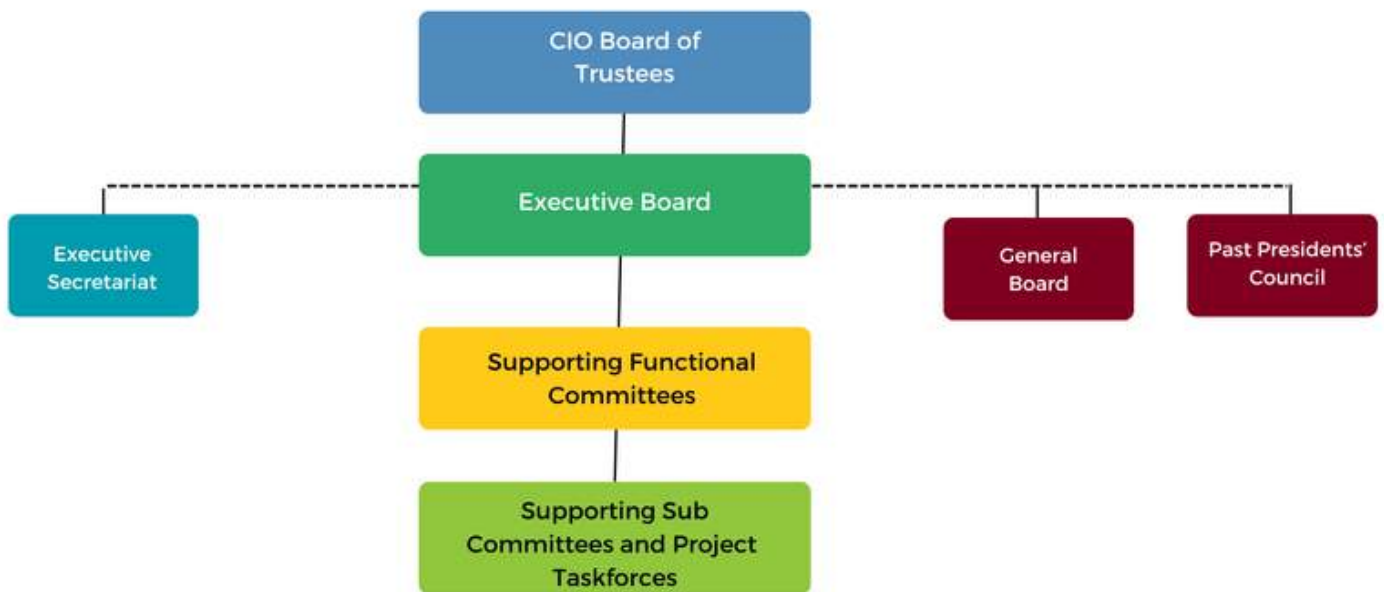 CIO Board of
Trustees
Executive Board
Executive
Secretariat
General
Board
Past Presidents'
Council
Supporting Functional
Committees
Supporting Sub
Committees and Project
Taskforces